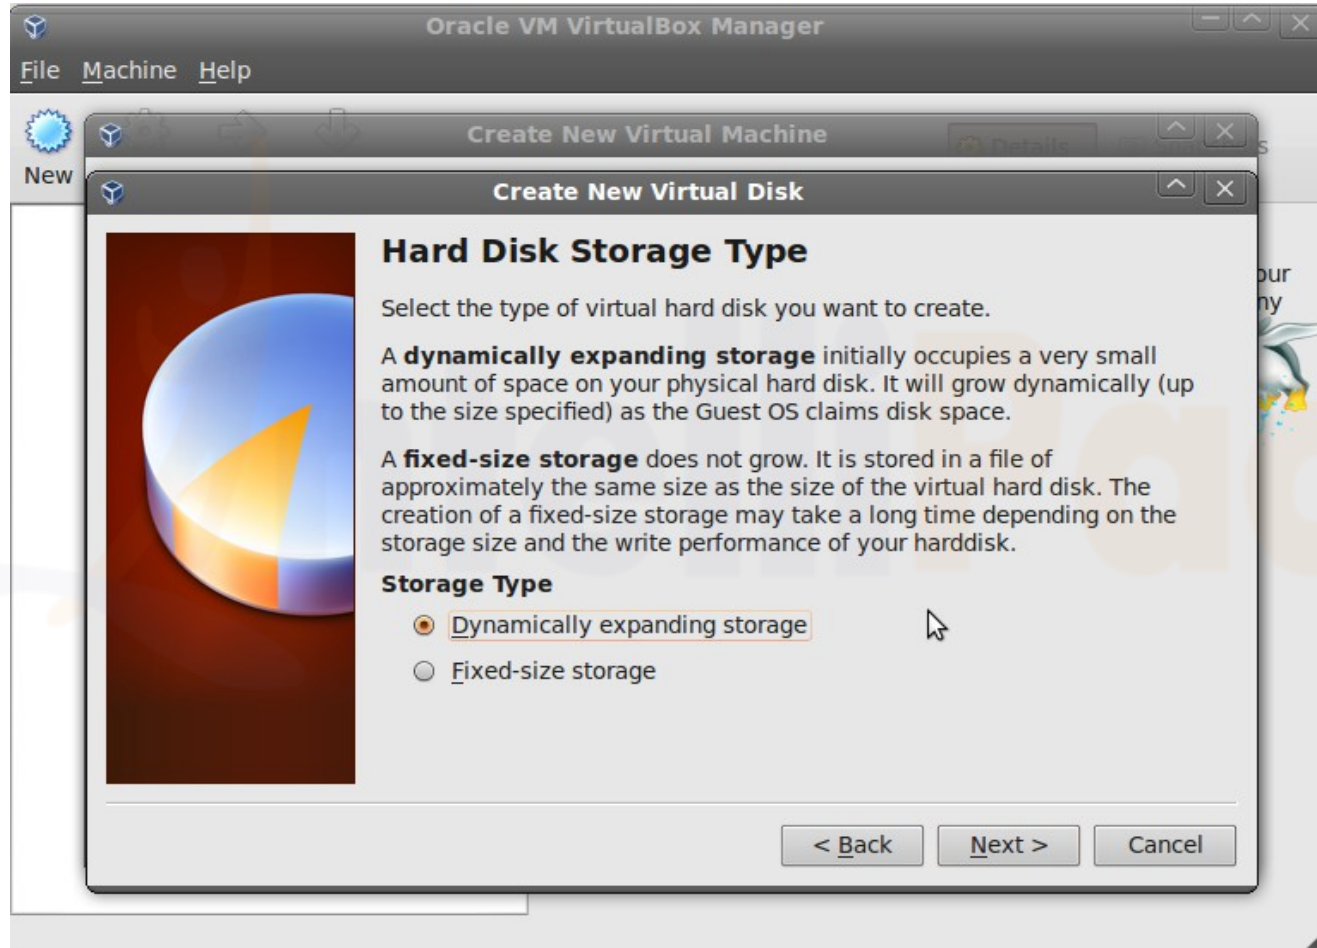 Oracle VM VirtualBox Manager
File Machine Help
Create New Virtual Machine
Details
New
Create New Virtual Disk
Hard Disk Storage Type
Select the type of virtual hard disk you want to create.
A dynamically expanding storage initially occupies a very small
amount of space on your physical hard disk. It will grow dynamically (up
to the size specified) as the Guest OS claims disk space.
A fixed-size storage does not grow. It is stored in a file of
approximately the same size as the size of the virtual hard disk. The
creation of a fixed-size storage may take a long time depending on the
storage size and the write performance of your harddisk.
Storage Type
Dynamically expanding storage
Fixed-size storage
< Back Next > Cancel